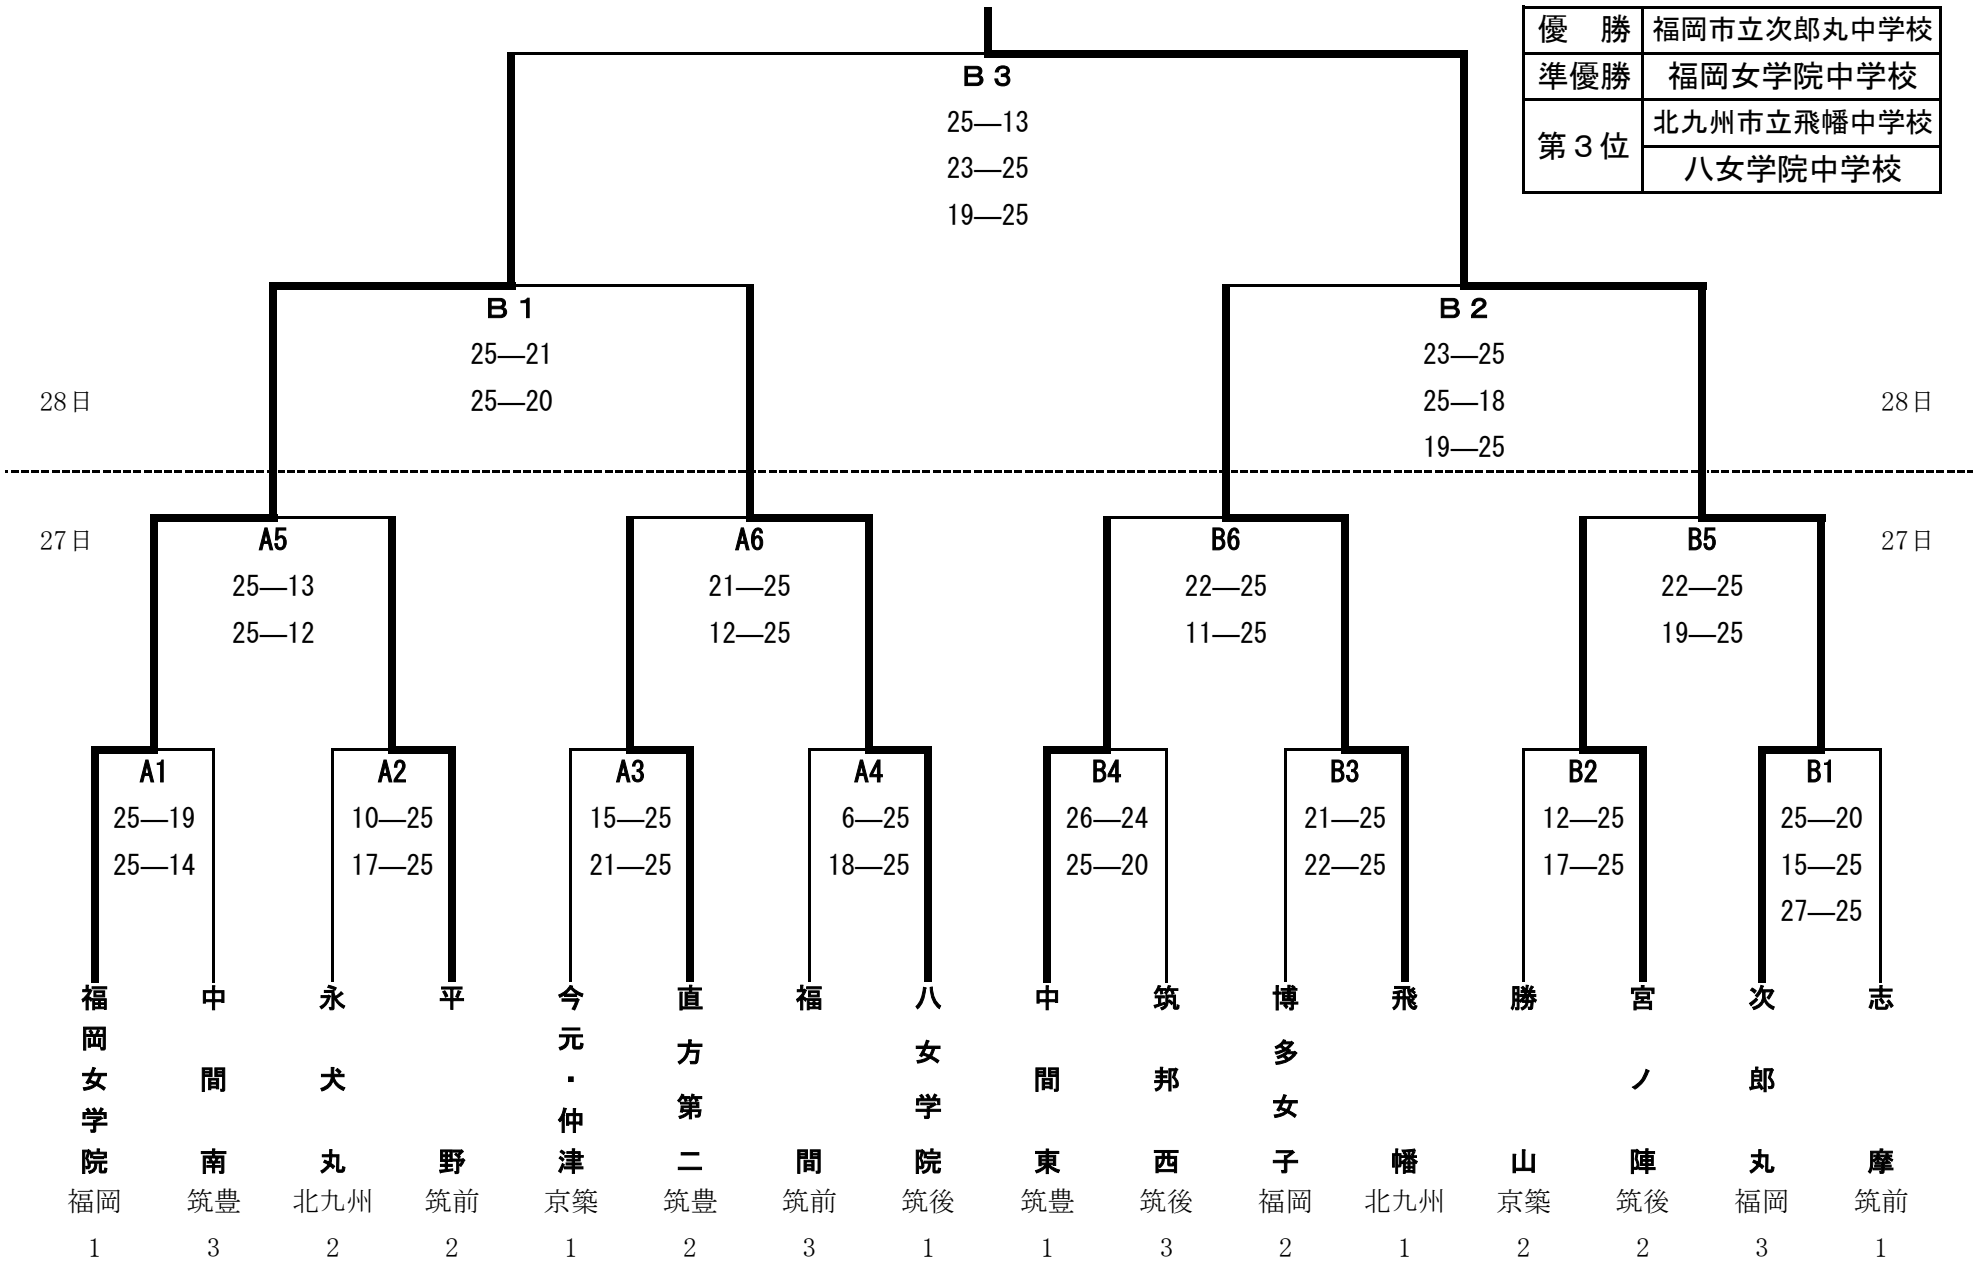 優　勝 福岡市立次郎丸中学校
準優勝 福岡女学院中学校
第３位 北九州市立飛幡中学校
八女学院中学校
Ｂ３
25―13
23―25
19―25
Ｂ１
25―21
25―20
Ｂ２
23―25
25―18
19―25
28日
28日
27日
27日
A5
25―13
25―12
A6
21―25
12―25
B6
22―25
11―25
B5
22―25
19―25
A1
25―19
25―14
A2
10―25
17―25
A3
15―25
21―25
A4
6―25
18―25
B4
26―24
25―20
B3
21―25
22―25
B2
12―25
17―25
B1
25―20
15―25
27―25
福岡女学院
中間南
永犬丸
平野
今元・仲津
直方第二
福間
八女学院
中間東
筑邦西
博多女子
飛幡
勝山
宮ノ陣
次郎丸
志摩
福岡 筑豊 北九州 筑前 京築 筑豊 筑前 筑後 筑豊 筑後 福岡 北九州 京築 筑後 福岡 筑前
1 3 2 2 1 2 3 1 1 3 2 1 2 2 3 1